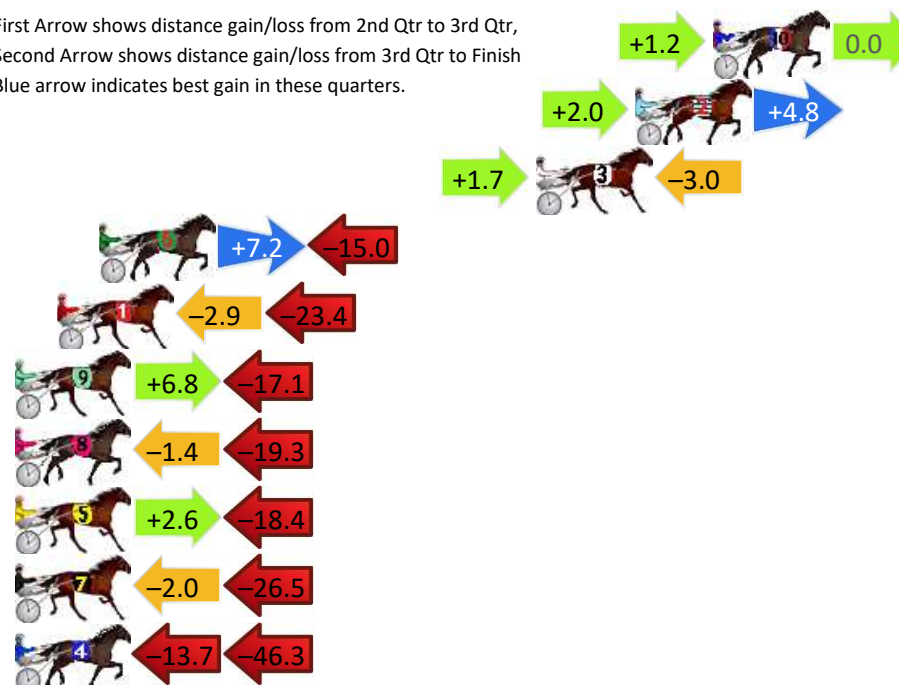 First Arrow shows distance gain/loss from 2nd Qtr to 3rd Qtr,
Second Arrow shows distance gain/loss from 3rd Qtr to Finish
Blue arrow indicates best gain in these quarters.
+1.2 10 0.0
+2.0 2 +4.8
+1.7 3 –3.0
6 +7.2 –15.0
1 –2.9 –23.4
9 +6.8 –17.1
8 –1.4 –19.3
5 +2.6 –18.4
7 –2.0 –26.5
4 –13.7 –46.3